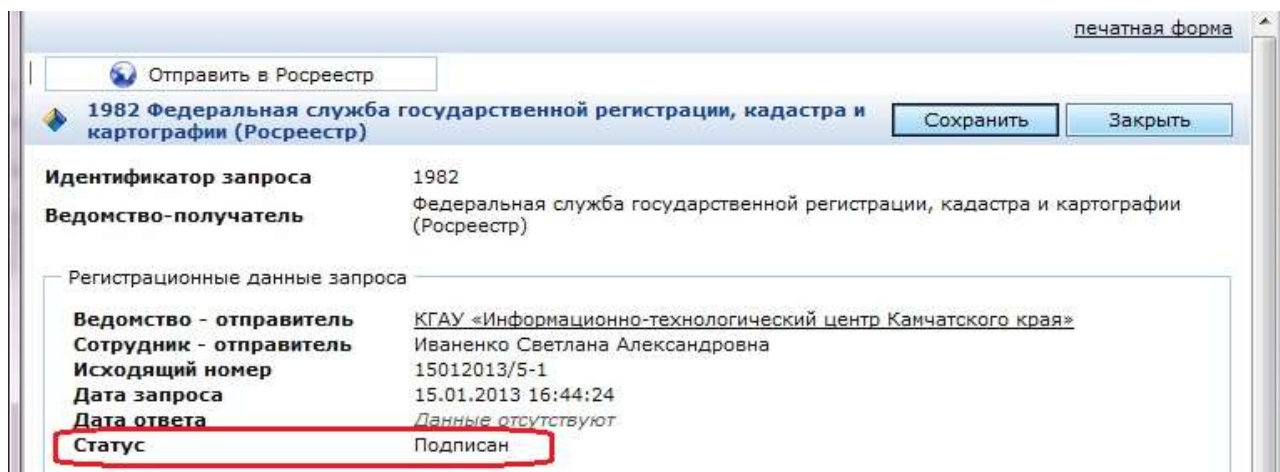 печатная форма
Отправить в Росреестр
1982 Федеральная служба государственной регистрации, кадастра и
картографии (Росреестр)
Сохранить
Закрыть
Идентификатор запроса 1982
Ведомство-получатель Федеральная служба государственной регистрации, кадастра и картографии
(Росреестр)
Регистрационные данные запроса
Ведомство - отправитель КГАУ «Информационно-технологический центр Камчатского края»
Сотрудник - отправитель Иваненко Светлана Александровна
Исходящий номер 15012013/5-1
Дата запроса 15.01.2013 16:44:24
Дата ответа Данные отсутствуют
Статус Подписан